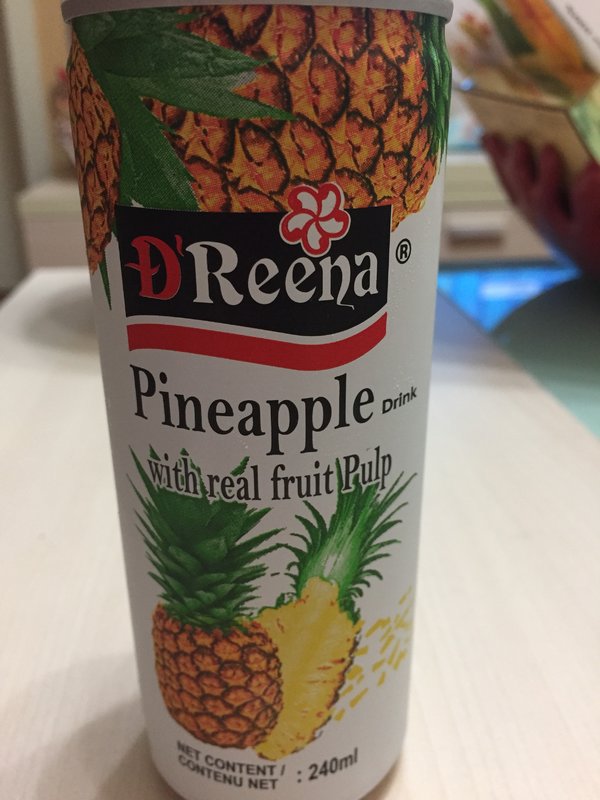 D'Reena ®
Pineapple Drink
with real fruit Pulp
NET CONTENT / 
CONTENU NET : 240ml